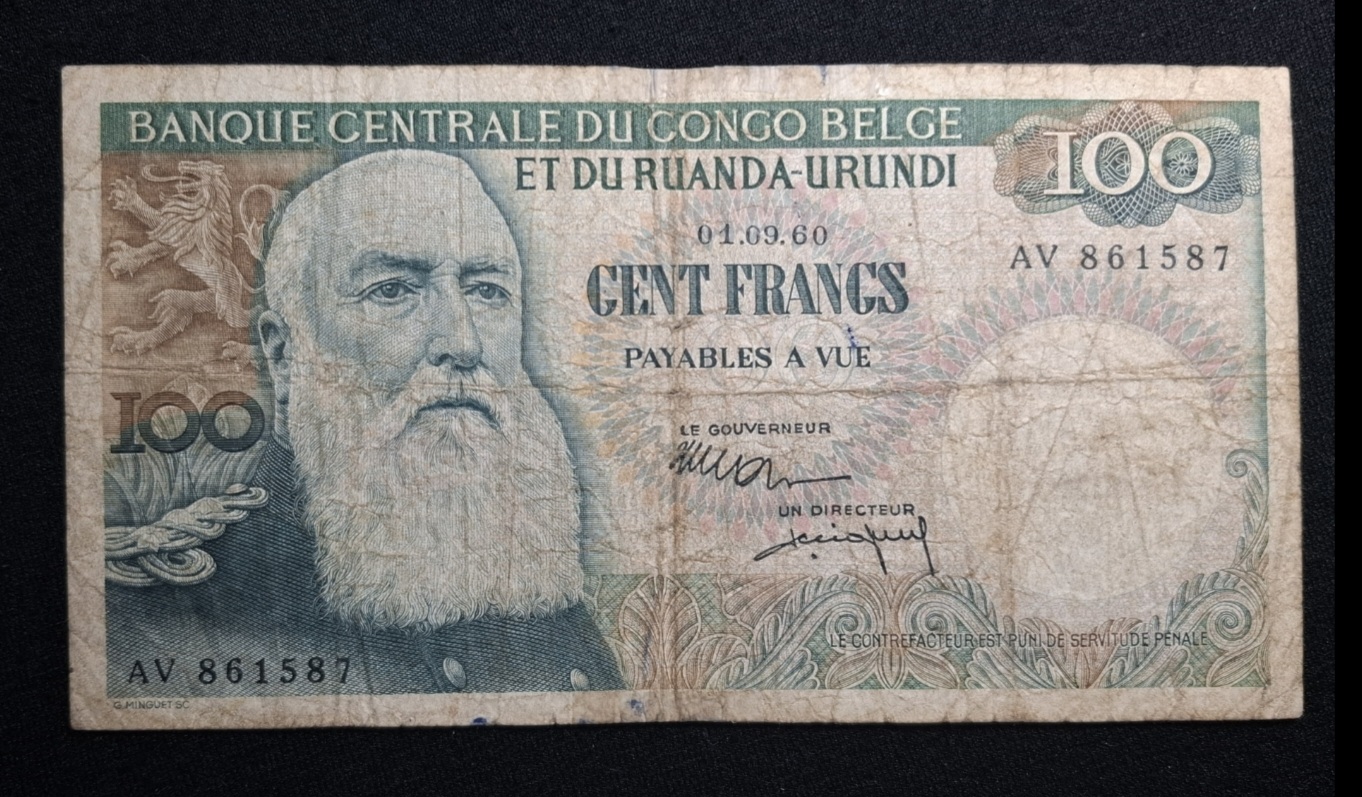 BANQUE CENTRALE DU CONGO BELGE
ET DU RUANDA-URUNDI
100
01.09.60
AV 861587
CENT FRANCS
PAYABLES A VUE
100
LE GOUVERNEUR
UN DIRECTEUR
LE CONTREFACTEUR EST PUNI DE SERVITUDE PÉNALE
AV 861587
G. MINGUET SC